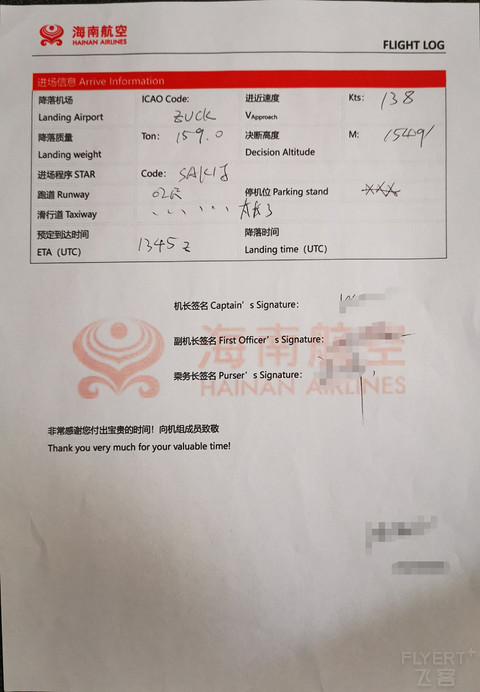 海南航空
HAINAN AIRLINES
FLIGHT LOG
进场信息 Arrive Information
降落机场 ICAO Code: 进近速度 Kts: 138
Landing Airport ZUCK VApproach
降落质量 Ton: 159.0 决断高度 M:
Landing weight Decision Altitude
进场程序 STAR Code:
跑道 Runway 停机位 Parking stand
滑行道 Taxiway
预定到达时间 1345z 降落时间
ETA（UTC） Landing time（UTC）
机长签名 Captain's Signature:
副机长签名 First Officer's Signature:
乘务长签名 Purser's Signature:
海南航空
HAINAN AIRLINES
非常感谢您付出宝贵的时间！向机组成员致敬
Thank you very much for your valuable time!
FLYERT+
飞客